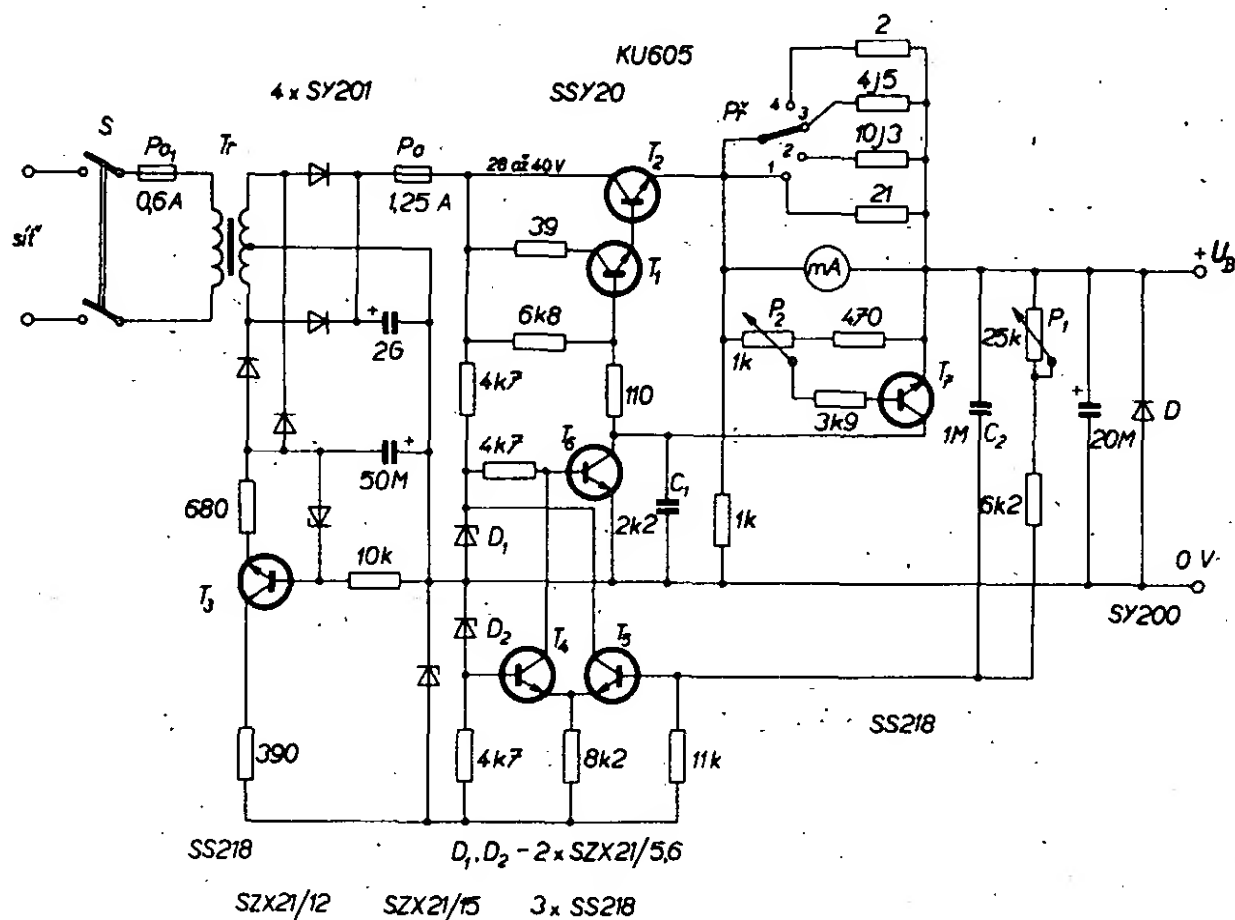 2
KU605
4 x SY201
SSY20
4j5
Př
4
3
S
Po1
Tr
Po
T2
10j3
2
28 až 40V
1
0,6A
1,25 A
21
39
síť
T1
mA
+ UB
6k8
P2
470
P1
25k
+
2G
1k
4k7
110
T7
3k9
D
+
4k7
T6
1M
C2
20M
+
50M
C1
680
2k2
6k2
1k
D1
10k
0 V
T3
D2
T4
T5
SY200
SS218
390
4k7
8k2
11k
SS218
D1, D2 - 2 x SZX21/5,6
SZX21/12
SZX21/15
3 x SS218